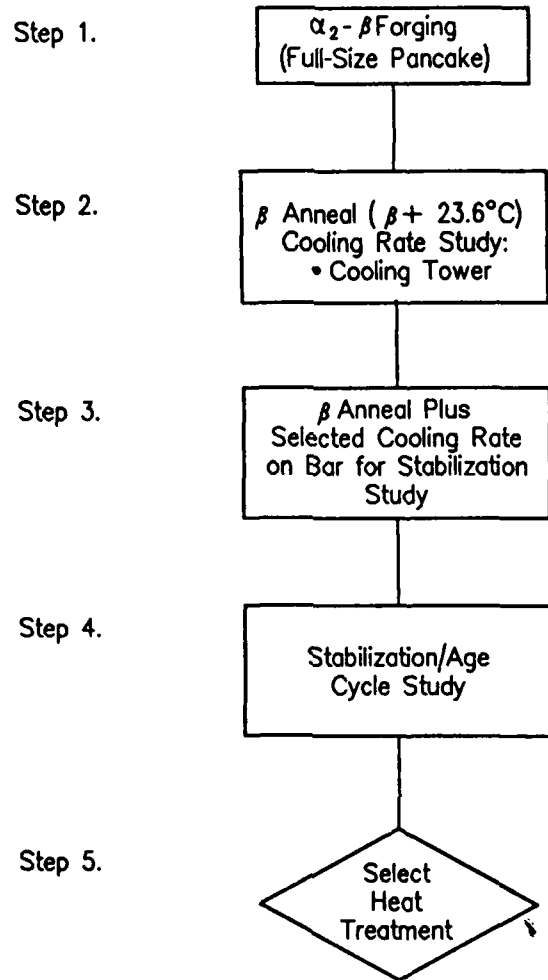 Step 1.
α₂-β Forging
(Full-Size Pancake)
Step 2.
β Anneal (β+ 23.6°C)
Cooling Rate Study:
• Cooling Tower
Step 3.
β Anneal Plus
Selected Cooling Rate
on Bar for Stabilization
Study
Step 4.
Stabilization/Age
Cycle Study
Step 5.
Select
Heat
Treatment